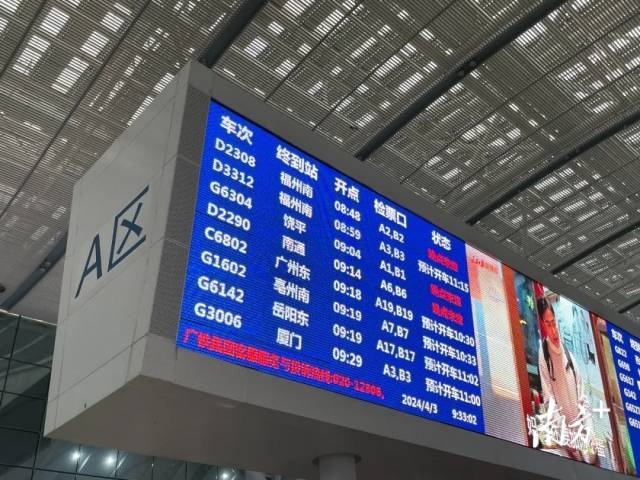 A区
车次 终到站 开点 检票口 状态
D2308 福州南 08:48 A2,B2
D3312 福州南 08:59 A3,B3 预计开车11:15
G6304 饶平 09:04 A1,B1
D2290 南通 09:14 A6,B6
C6802 广州东 09:18 A19,B19 预计开车10:30
G1602 亳州南 09:19 A7,B7 预计开车10:33
G6142 岳阳东 09:19 A17,B17 预计开车11:02
G3006 厦门 09:29 A3,B3 预计开车11:00
2024/4/3 9:33:02
南方+